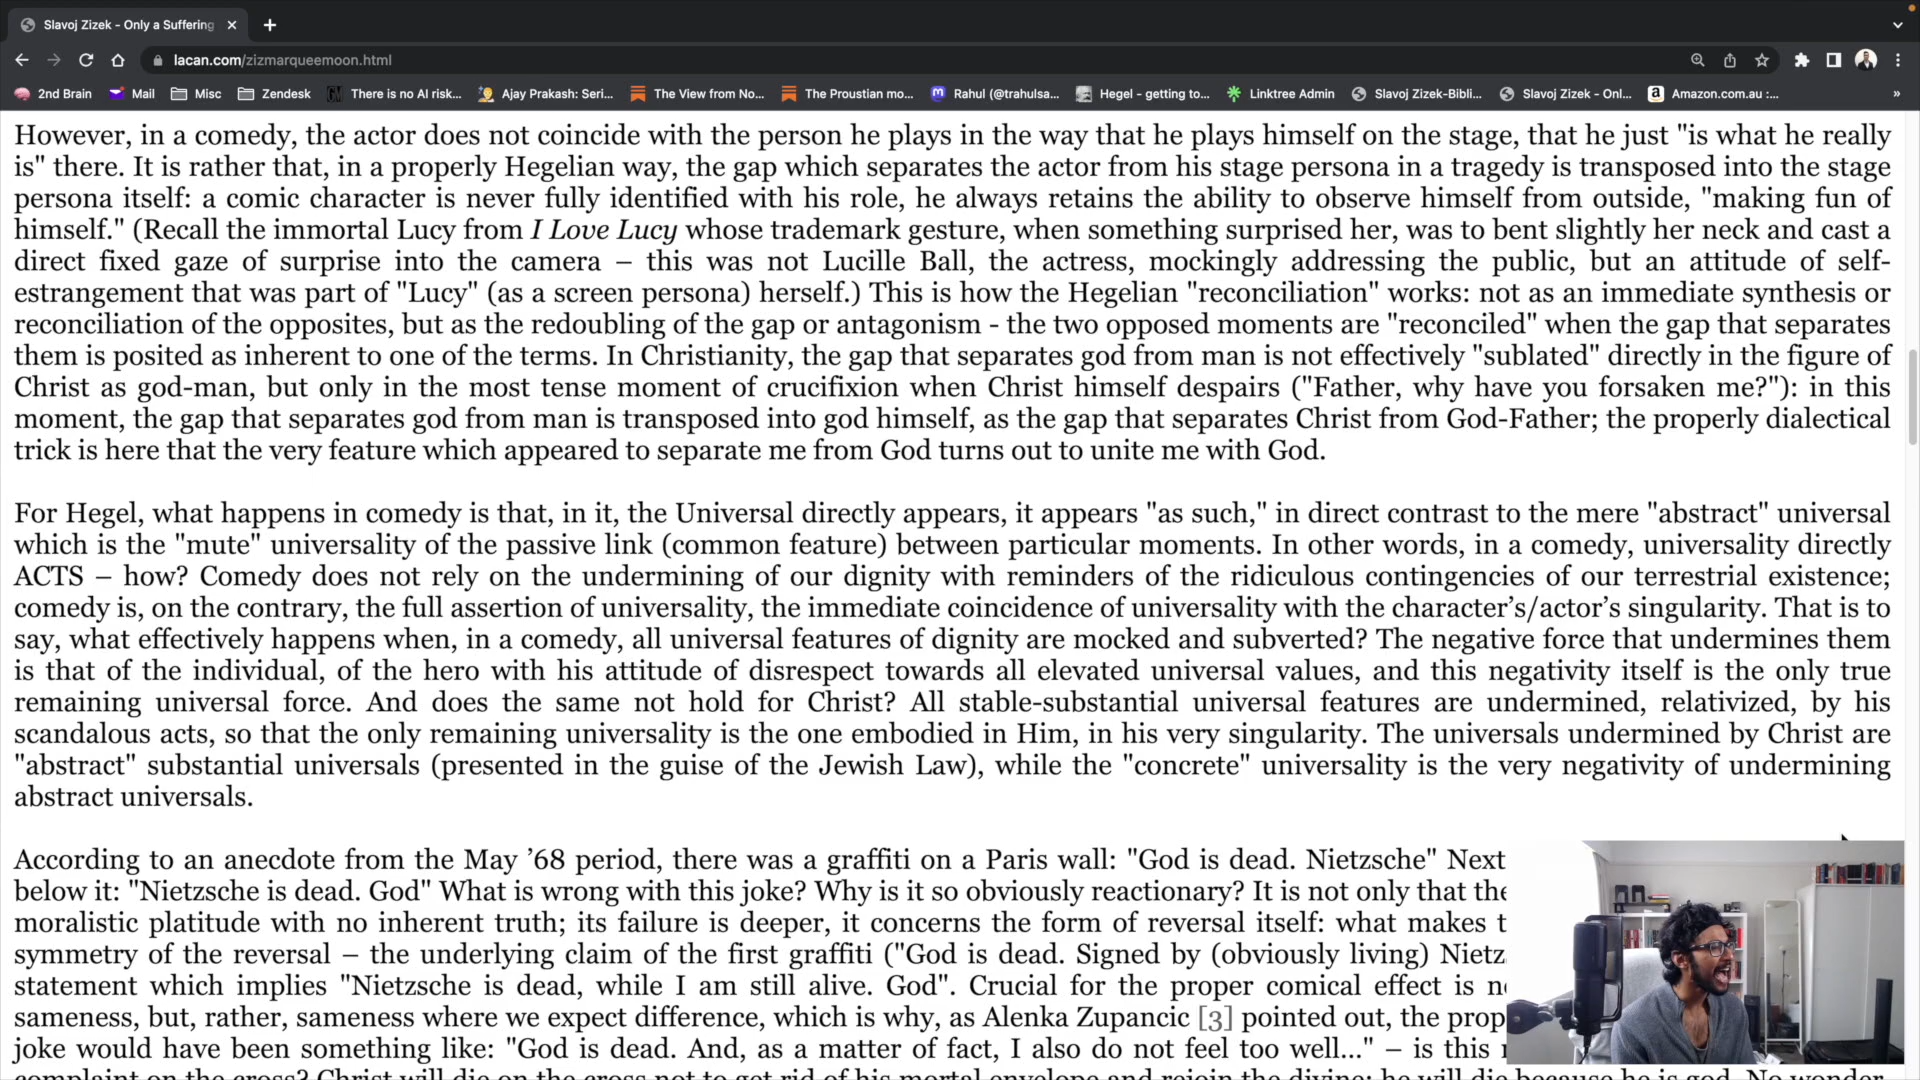 Slavoj Zizek - Only a Suffering
lacan.com/zizmarqueemoon.html
2nd Brain
Mail
Misc
Zendesk
There is no AI risk...
Ajay Prakash: Seri...
The View from No...
The Proustian mo...
Rahul (@trahulsa...
Hegel - getting to...
Linktree Admin
Slavoj Zizek-Bibli...
Slavoj Zizek - Onl...
Amazon.com.au :...
However, in a comedy, the actor does not coincide with the person he plays in the way that he plays himself on the stage, that he just "is what he really
is" there. It is rather that, in a properly Hegelian way, the gap which separates the actor from his stage persona in a tragedy is transposed into the stage
persona itself: a comic character is never fully identified with his role, he always retains the ability to observe himself from outside, "making fun of
himself." (Recall the immortal Lucy from I Love Lucy whose trademark gesture, when something surprised her, was to bent slightly her neck and cast a
direct fixed gaze of surprise into the camera – this was not Lucille Ball, the actress, mockingly addressing the public, but an attitude of self-
estrangement that was part of "Lucy" (as a screen persona) herself.) This is how the Hegelian "reconciliation" works: not as an immediate synthesis or
reconciliation of the opposites, but as the redoubling of the gap or antagonism - the two opposed moments are "reconciled" when the gap that separates
them is posited as inherent to one of the terms. In Christianity, the gap that separates god from man is not effectively "sublated" directly in the figure of
Christ as god-man, but only in the most tense moment of crucifixion when Christ himself despairs ("Father, why have you forsaken me?"): in this
moment, the gap that separates god from man is transposed into god himself, as the gap that separates Christ from God-Father; the properly dialectical
trick is here that the very feature which appeared to separate me from God turns out to unite me with God.
For Hegel, what happens in comedy is that, in it, the Universal directly appears, it appears "as such," in direct contrast to the mere "abstract" universal
which is the "mute" universality of the passive link (common feature) between particular moments. In other words, in a comedy, universality directly
ACTS – how? Comedy does not rely on the undermining of our dignity with reminders of the ridiculous contingencies of our terrestrial existence;
comedy is, on the contrary, the full assertion of universality, the immediate coincidence of universality with the character's/actor's singularity. That is to
say, what effectively happens when, in a comedy, all universal features of dignity are mocked and subverted? The negative force that undermines them
is that of the individual, of the hero with his attitude of disrespect towards all elevated universal values, and this negativity itself is the only true
remaining universal force. And does the same not hold for Christ? All stable-substantial universal features are undermined, relativized, by his
scandalous acts, so that the only remaining universality is the one embodied in Him, in his very singularity. The universals undermined by Christ are
"abstract" substantial universals (presented in the guise of the Jewish Law), while the "concrete" universality is the very negativity of undermining
abstract universals.
According to an anecdote from the May '68 period, there was a graffiti on a Paris wall: "God is dead. Nietzsche" Next
below it: "Nietzsche is dead. God" What is wrong with this joke? Why is it so obviously reactionary? It is not only that the
moralistic platitude with no inherent truth; its failure is deeper, it concerns the form of reversal itself: what makes t
symmetry of the reversal – the underlying claim of the first graffiti ("God is dead. Signed by (obviously living) Nietz
statement which implies "Nietzsche is dead, while I am still alive. God". Crucial for the proper comical effect is
sameness, but, rather, sameness where we expect difference, which is why, as Alenka Zupancic [3] pointed out, the prop
joke would have been something like: "God is dead. And, as a matter of fact, I also do not feel too well..." – is this
complaint on the cross? Christ will die on the cross not to get rid of his mortal envelope and rejoin the divine; he will die because he is god. No wonder